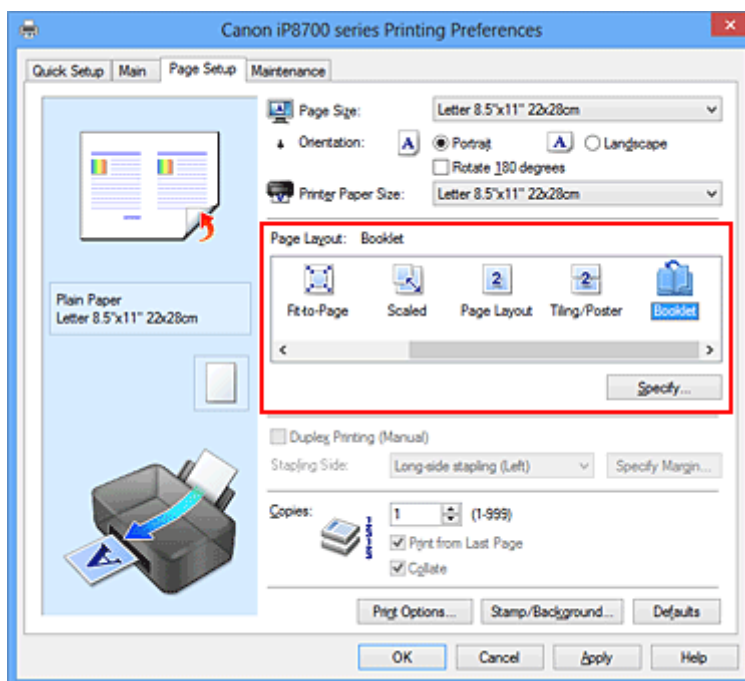 Canon iP8700 series Printing Preferences
Quick Setup Main Page Setup Maintenance
Page Size: Letter 8.5"x11" 22x28cm
Orientation: A Portrait A Landscape
Rotate 180 degrees
Printer Paper Size: Letter 8.5"x11" 22x28cm
Page Layout: Booklet
2 2
Fit-to-Page Scaled Page Layout Tiling/Poster Booklet
Plain Paper
Letter 8.5"x11" 22x28cm
Specify...
Duplex Printing (Manual)
Stapling Side: Long-side stapling (Left) Specify Margin...
Copies: 1 (1-999)
Print from Last Page
Collate
A
Print Options... Stamp/Background... Defaults
OK Cancel Apply Help